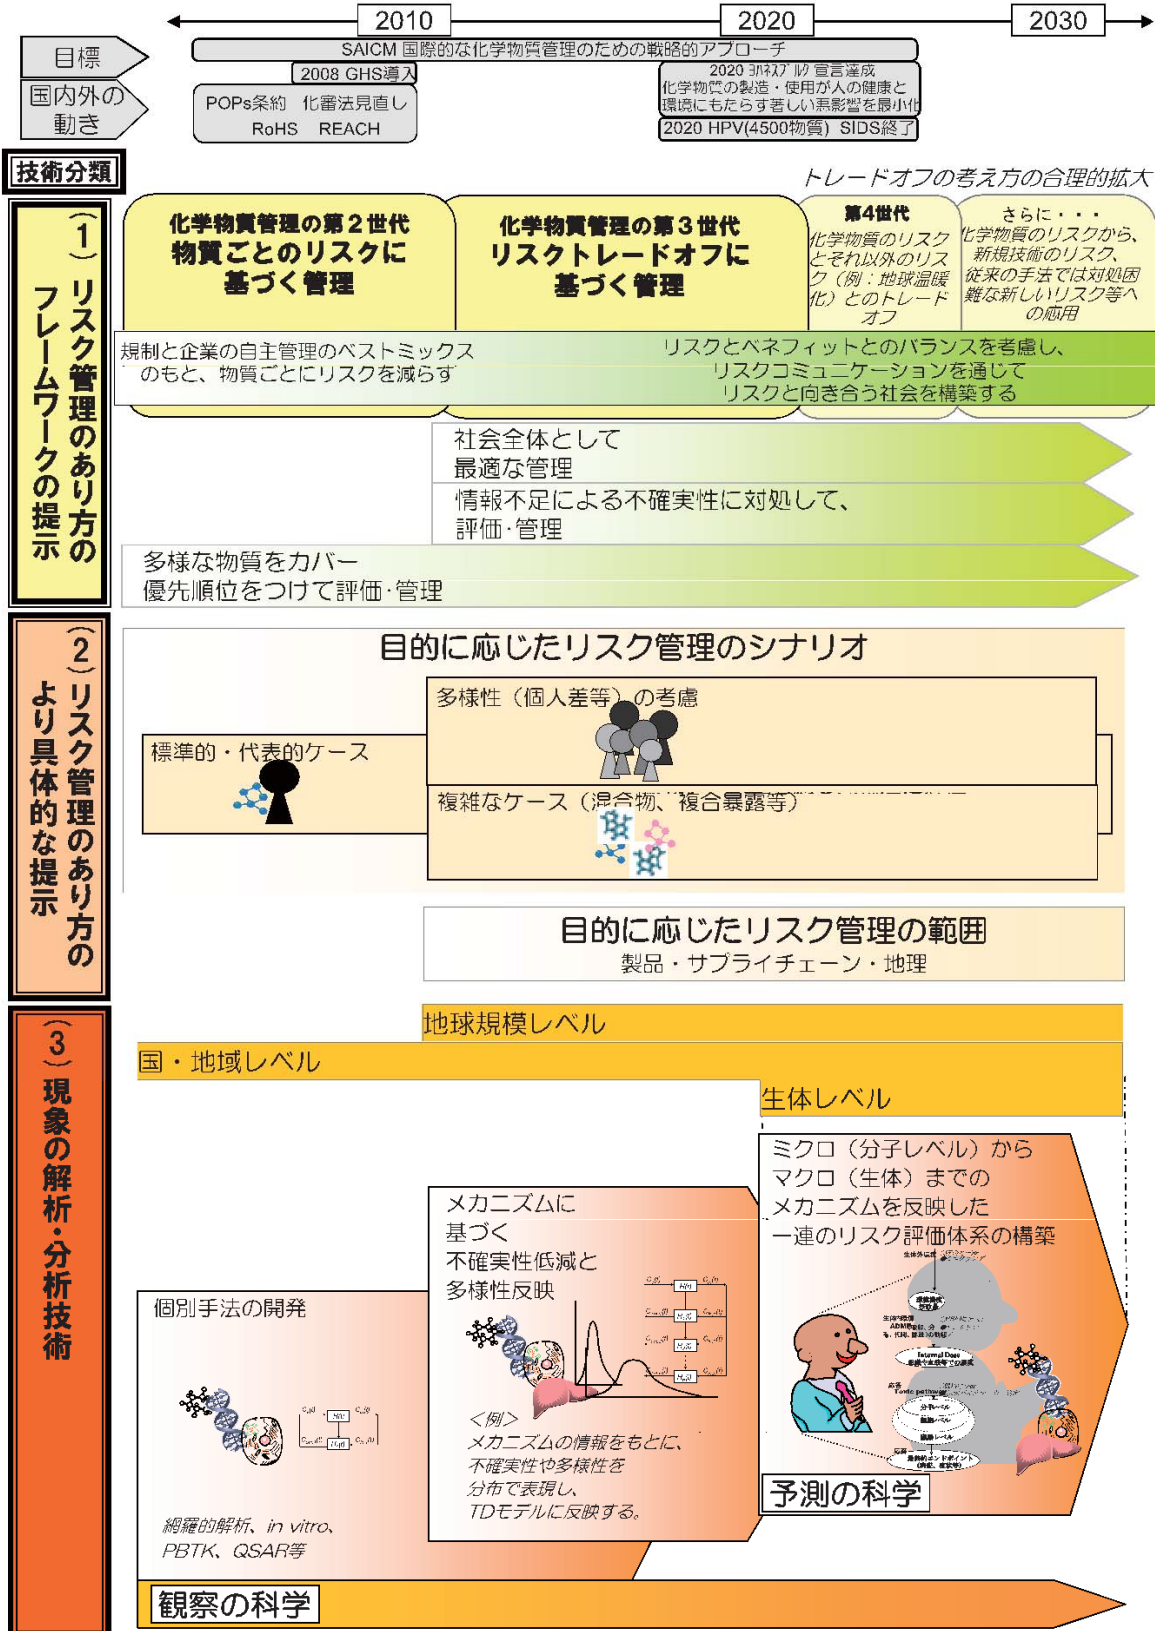 2010
2020
2030
目標
国内外の
動き
SAICM 国際的な化学物質管理のための戦略的アプローチ
2008 GHS導入
POPs条約 化審法見直し
RoHS REACH
2020 ﾖﾊﾈｽﾌﾞﾙｸ 宣言達成
化学物質の製造・使用が人の健康と
環境にもたらす著しい悪影響を最小化
2020 HPV(4500物質) SIDS終了
技術分類
トレードオフの考え方の合理的拡大
（1）リスク管理のあり方の
フレームワークの提示
化学物質管理の第２世代
物質ごとのリスクに
基づく管理
化学物質管理の第３世代
リスクトレードオフに
基づく管理
第4世代
化学物質のリスク
とそれ以外のリス
ク（例：地球温暖
化）とのトレード
オフ
さらに・・・
化学物質のリスクから、
新規技術のリスク、
従来の手法では対処困
難な新しいリスク等へ
の応用
規制と企業の自主管理のベストミックス
のもと、物質ごとにリスクを減らす
リスクとベネフィットとのバランスを考慮し、
リスクコミュニケーションを通じて
リスクと向き合う社会を構築する
社会全体として
最適な管理
情報不足による不確実性に対処して、
評価・管理
多様な物質をカバー
優先順位をつけて評価・管理
（2）リスク管理のあり方の
より具体的な提示
目的に応じたリスク管理のシナリオ
多様性（個人差等）の考慮
標準的・代表的ケース
複雑なケース（混合物、複合暴露等）
目的に応じたリスク管理の範囲
製品・サプライチェーン・地理
（3）現象の解析・分析技術
地球規模レベル
国・地域レベル
生体レベル
ミクロ（分子レベル）から
マクロ（生体）までの
メカニズムを反映した
一連のリスク評価体系の構築
メカニズムに
基づく
不確実性低減と
多様性反映
個別手法の開発
Internal Dose
Toxic pathway
分子レベル
細胞レベル
臓器レベル
＜例＞
メカニズムの情報をもとに、
不確実性や多様性を
分布で表現し、
TDモデルに反映する。
予測の科学
網羅的解析、in vitro、
PBTK、QSAR等
観察の科学